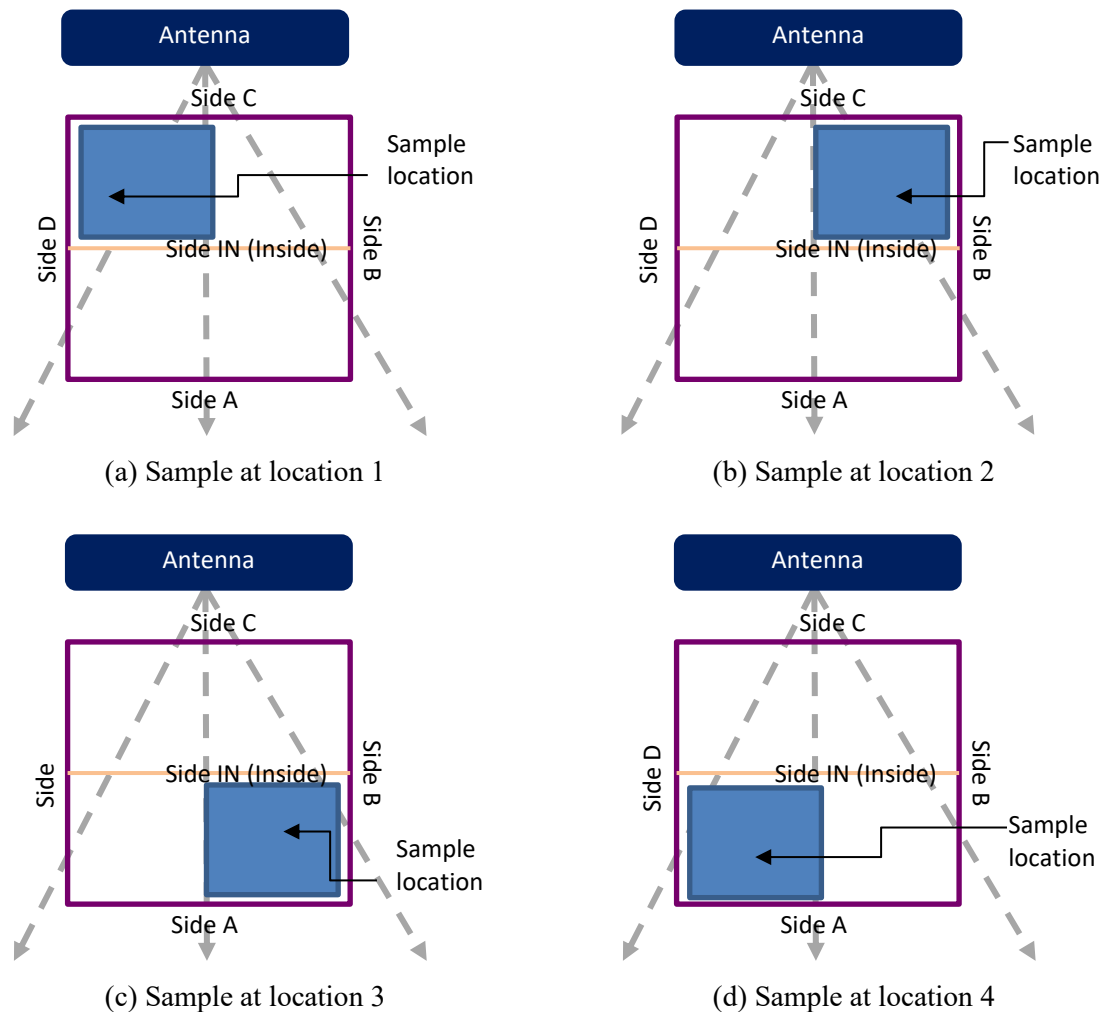 Antenna
Side C
Sample
location
Side D
Side B
Side IN (Inside)
Side A
(a) Sample at location 1
Antenna
Side C
Sample
location
Side D
Side B
Side IN (Inside)
Side A
(b) Sample at location 2
Antenna
Side C
Side
Side B
Side IN (Inside)
Sample
location
Side A
(c) Sample at location 3
Antenna
Side C
Side D
Side B
Side IN (Inside)
Sample
location
Side A
(d) Sample at location 4